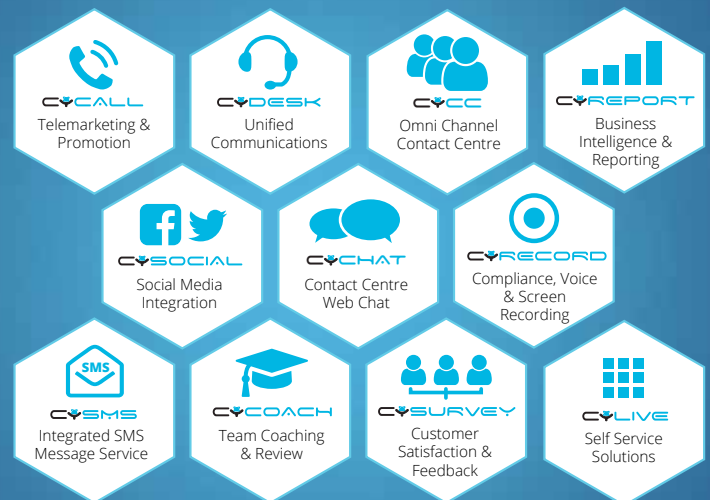 CYCALL
Telemarketing &
Promotion
CYDESK
Unified
Communications
CYCC
Omni Channel
Contact Centre
CYREPORT
Business
Intelligence &
Reporting
CYSOCIAL
Social Media
Integration
CYCHAT
Contact Centre
Web Chat
CYRECORD
Compliance, Voice
& Screen
Recording
SMS
CYSMS
Integrated SMS
Message Service
CYCOACH
Team Coaching
& Review
CYSURVEY
Customer
Satisfaction &
Feedback
CYLIVE
Self Service
Solutions